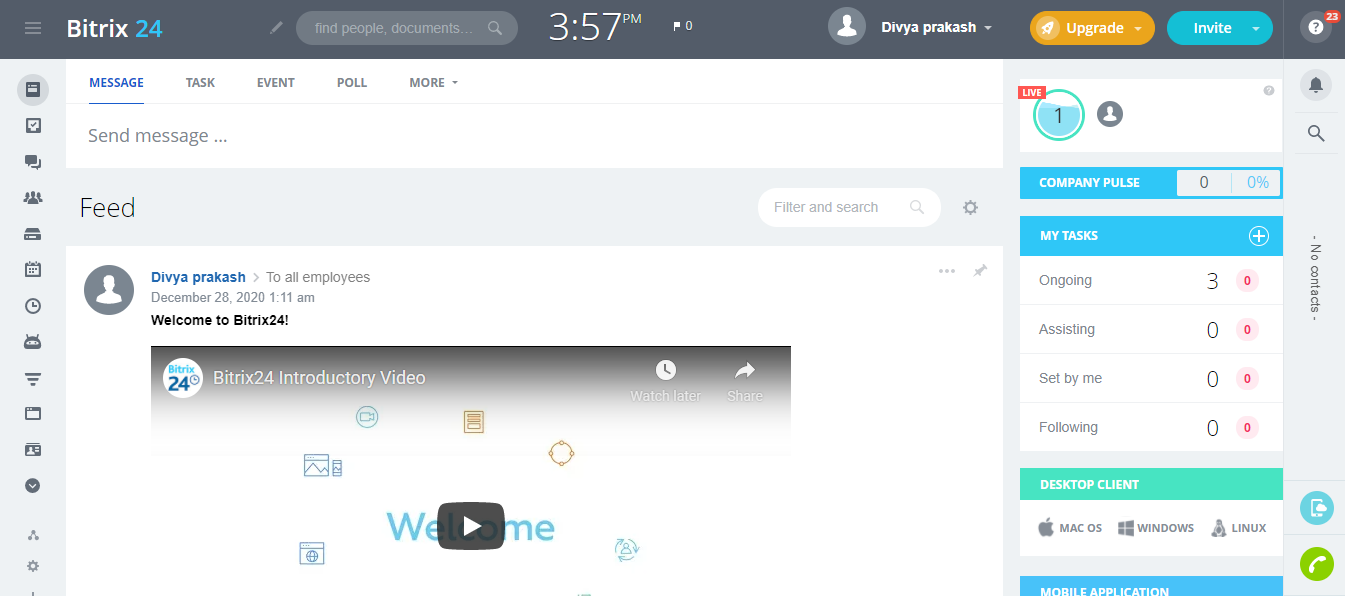 Bitrix 24
find people, documents...
3:57 PM
0
Divya prakash
Upgrade
Invite
23
MESSAGE TASK EVENT POLL MORE
Send message ...
Feed
Filter and search
Divya prakash > To all employees
December 28, 2020 1:11 am
Welcome to Bitrix24!
Bitrix 24
Bitrix24 Introductory Video
Watch later
Share
Welcome
LIVE
1
COMPANY PULSE 0 0%
MY TASKS
Ongoing 3 0
Assisting 0 0
Set by me 0 0
Following 0 0
DESKTOP CLIENT
MAC OS WINDOWS LINUX
MOBILE APPLICATION
- No contacts -